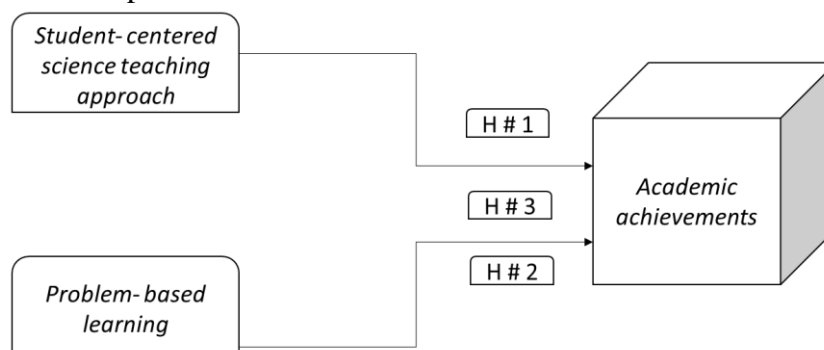 Student- centered
science teaching
approach
H # 1
Academic
achievements
H # 3
H # 2
Problem- based
learning